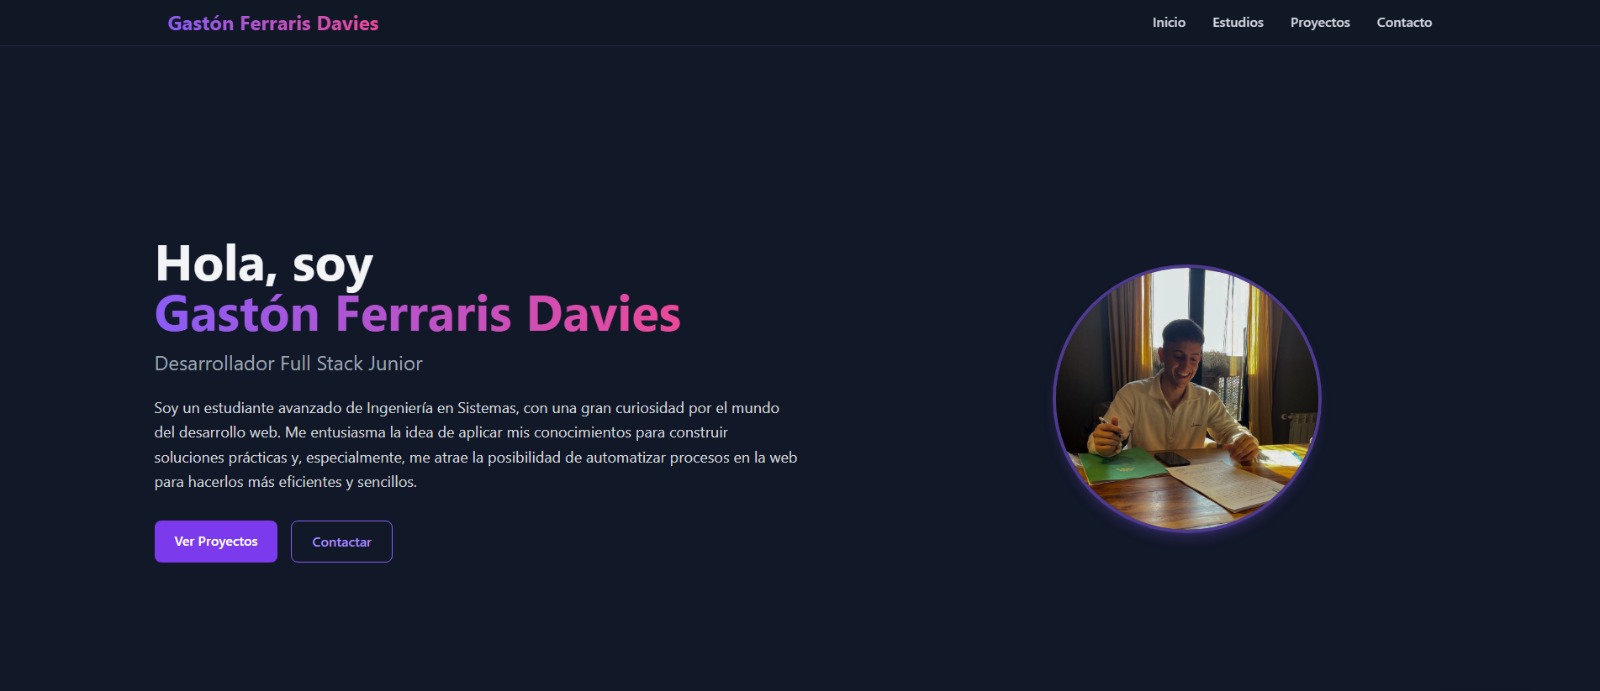 Gastón Ferraris Davies
Inicio
Estudios
Proyectos
Contacto
Hola, soy
Gastón Ferraris Davies
Desarrollador Full Stack Junior
Soy un estudiante avanzado de Ingeniería en Sistemas, con una gran curiosidad por el mundo
del desarrollo web. Me entusiasma la idea de aplicar mis conocimientos para construir
soluciones prácticas y, especialmente, me atrae la posibilidad de automatizar procesos en la web
para hacerlos más eficientes y sencillos.
Ver Proyectos
Contactar